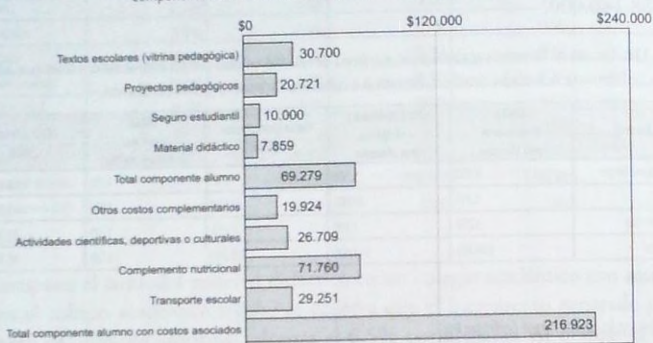 $0 $120.000 $240.000
Textos escolares (vitrina pedagógica) 30.700
Proyectos pedagógicos 20.721
Seguro estudiantil 10.000
Material didáctico 7.859
Total componente alumno 69.279
Otros costos complementarios 19.924
Actividades científicas, deportivas o culturales 26.709
Complemento nutricional 71.760
Transporte escolar 29.251
Total componente alumno con costos asociados 216.923